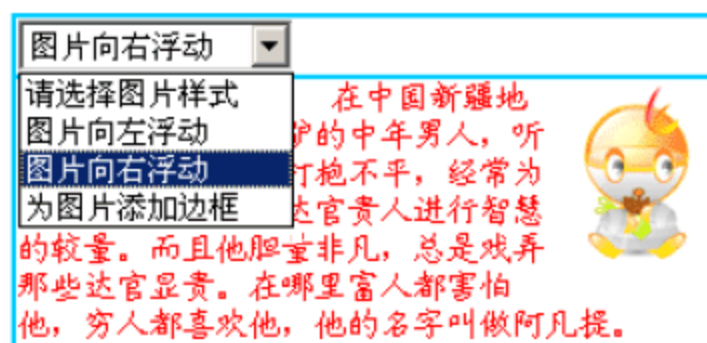 图片向右浮动
请选择图片样式
图片向左浮动
图片向右浮动
为图片添加边框
在中国新疆地
的中年男人，听
打抱不平，经常为
达官贵人进行智慧
的较量。而且他胆量非凡，总是戏弄
那些达官显贵。在哪里富人都害怕
他，穷人都喜欢他，他的名字叫做阿凡提。